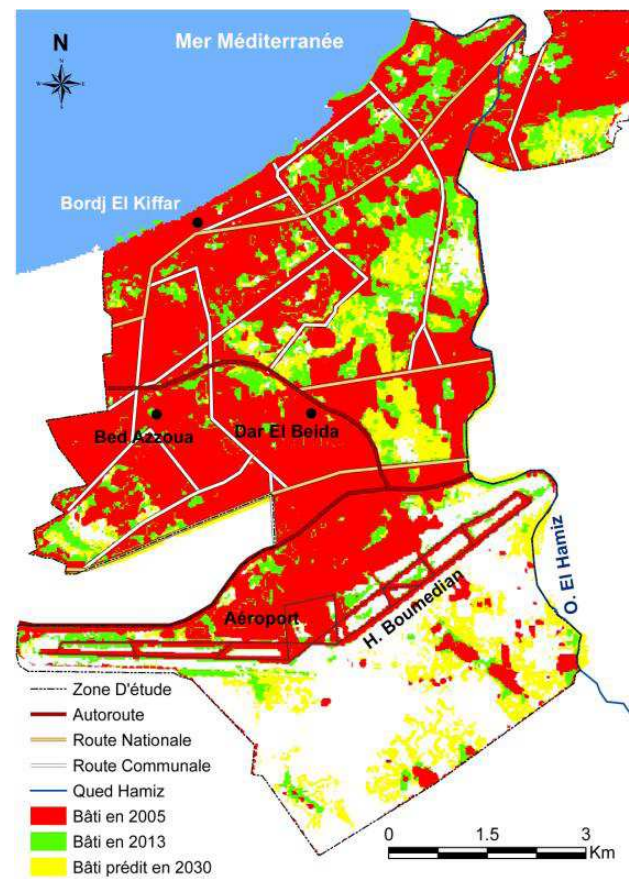 Mer Méditerranée
N
W
E
S
Bordj El Kiffar
Bed Azzoua
Dar El Beida
O. El Hamiz
Aéroport
H. Boumedian
Zone D'étude
Autoroute
Route Nationale
Route Communale
Qued Hamiz
Bâti en 2005
Bâti en 2013
Bâti prédit en 2030
0 1.5 3
Km